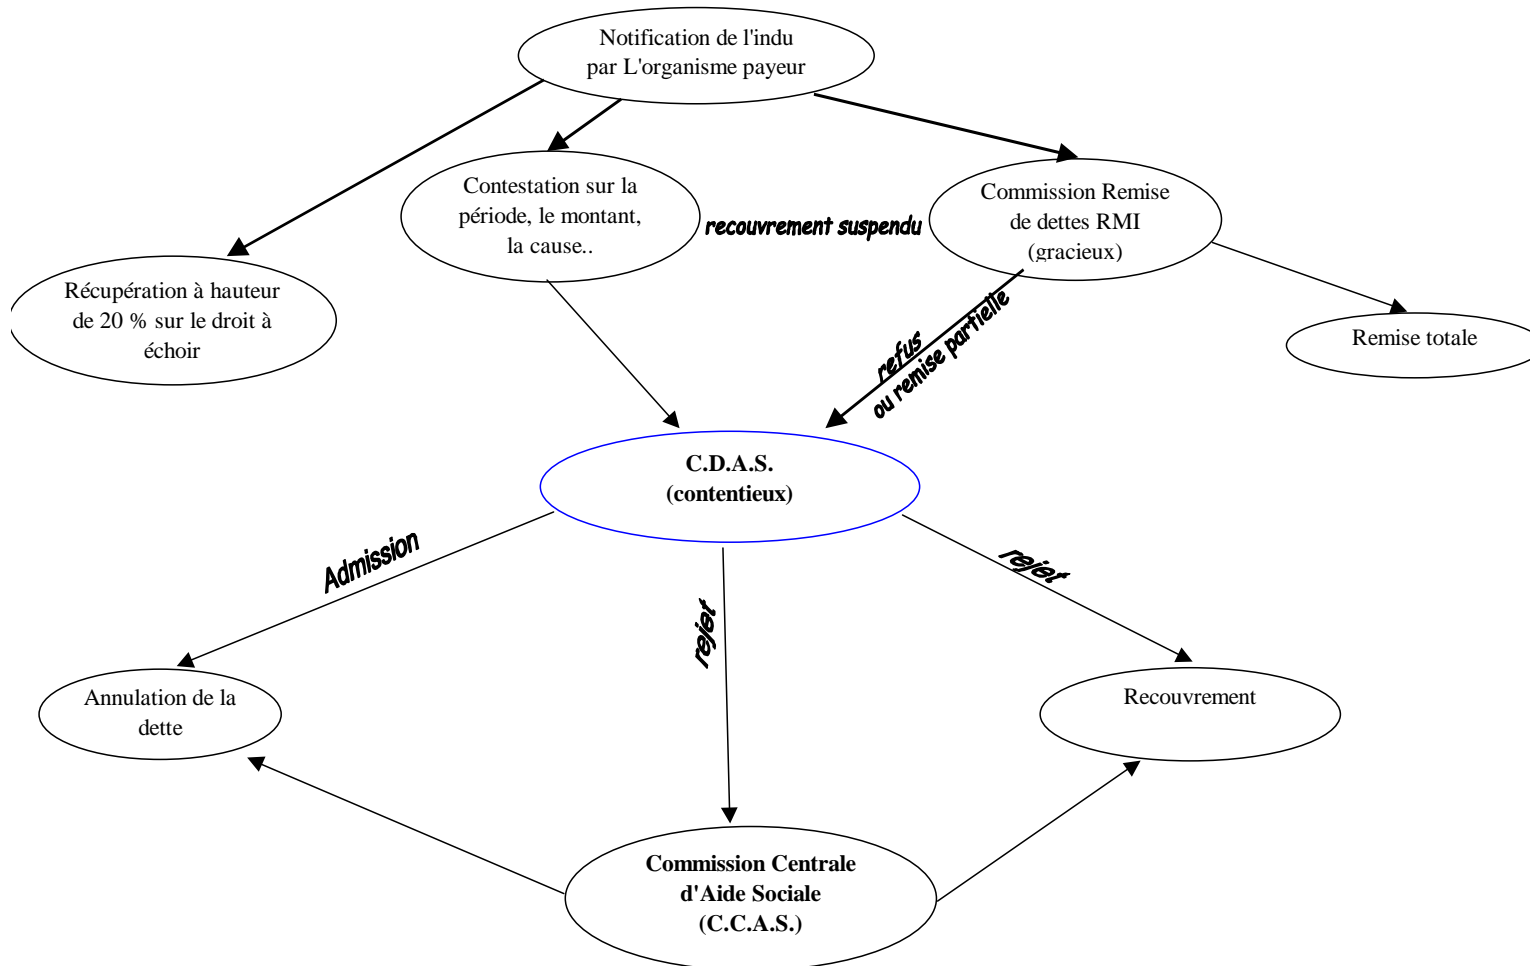 Notification de l'indu
par L'organisme payeur
Contestation sur la
période, le montant,
la cause..
recouvrement suspendu
Commission Remise
de dettes RMI
(gracieux)
Récupération à hauteur
de 20 % sur le droit à
échoir
refus
ou remise partielle
Remise totale
C.D.A.S.
(contentieux)
Admission
rejet
rejet
Annulation de la
dette
Recouvrement
Commission Centrale
d'Aide Sociale
(C.C.A.S.)